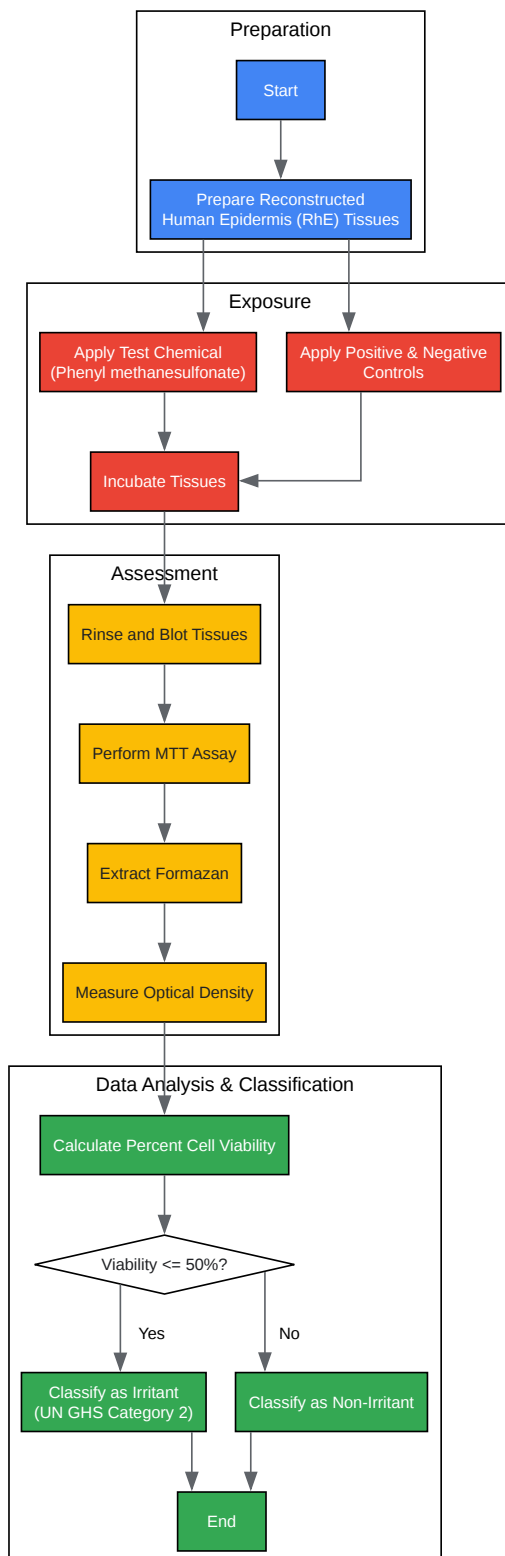 Preparation
Start
Prepare Reconstructed
Human Epidermis (RhE) Tissues
Exposure
Apply Test Chemical
(Phenyl methanesulfonate)
Apply Positive & Negative
Controls
Incubate Tissues
Assessment
Rinse and Blot Tissues
Perform MTT Assay
Extract Formazan
Measure Optical Density
Data Analysis & Classification
Calculate Percent Cell Viability
Viability <= 50%?
Yes
No
Classify as Irritant
(UN GHS Category 2)
Classify as Non-Irritant
End